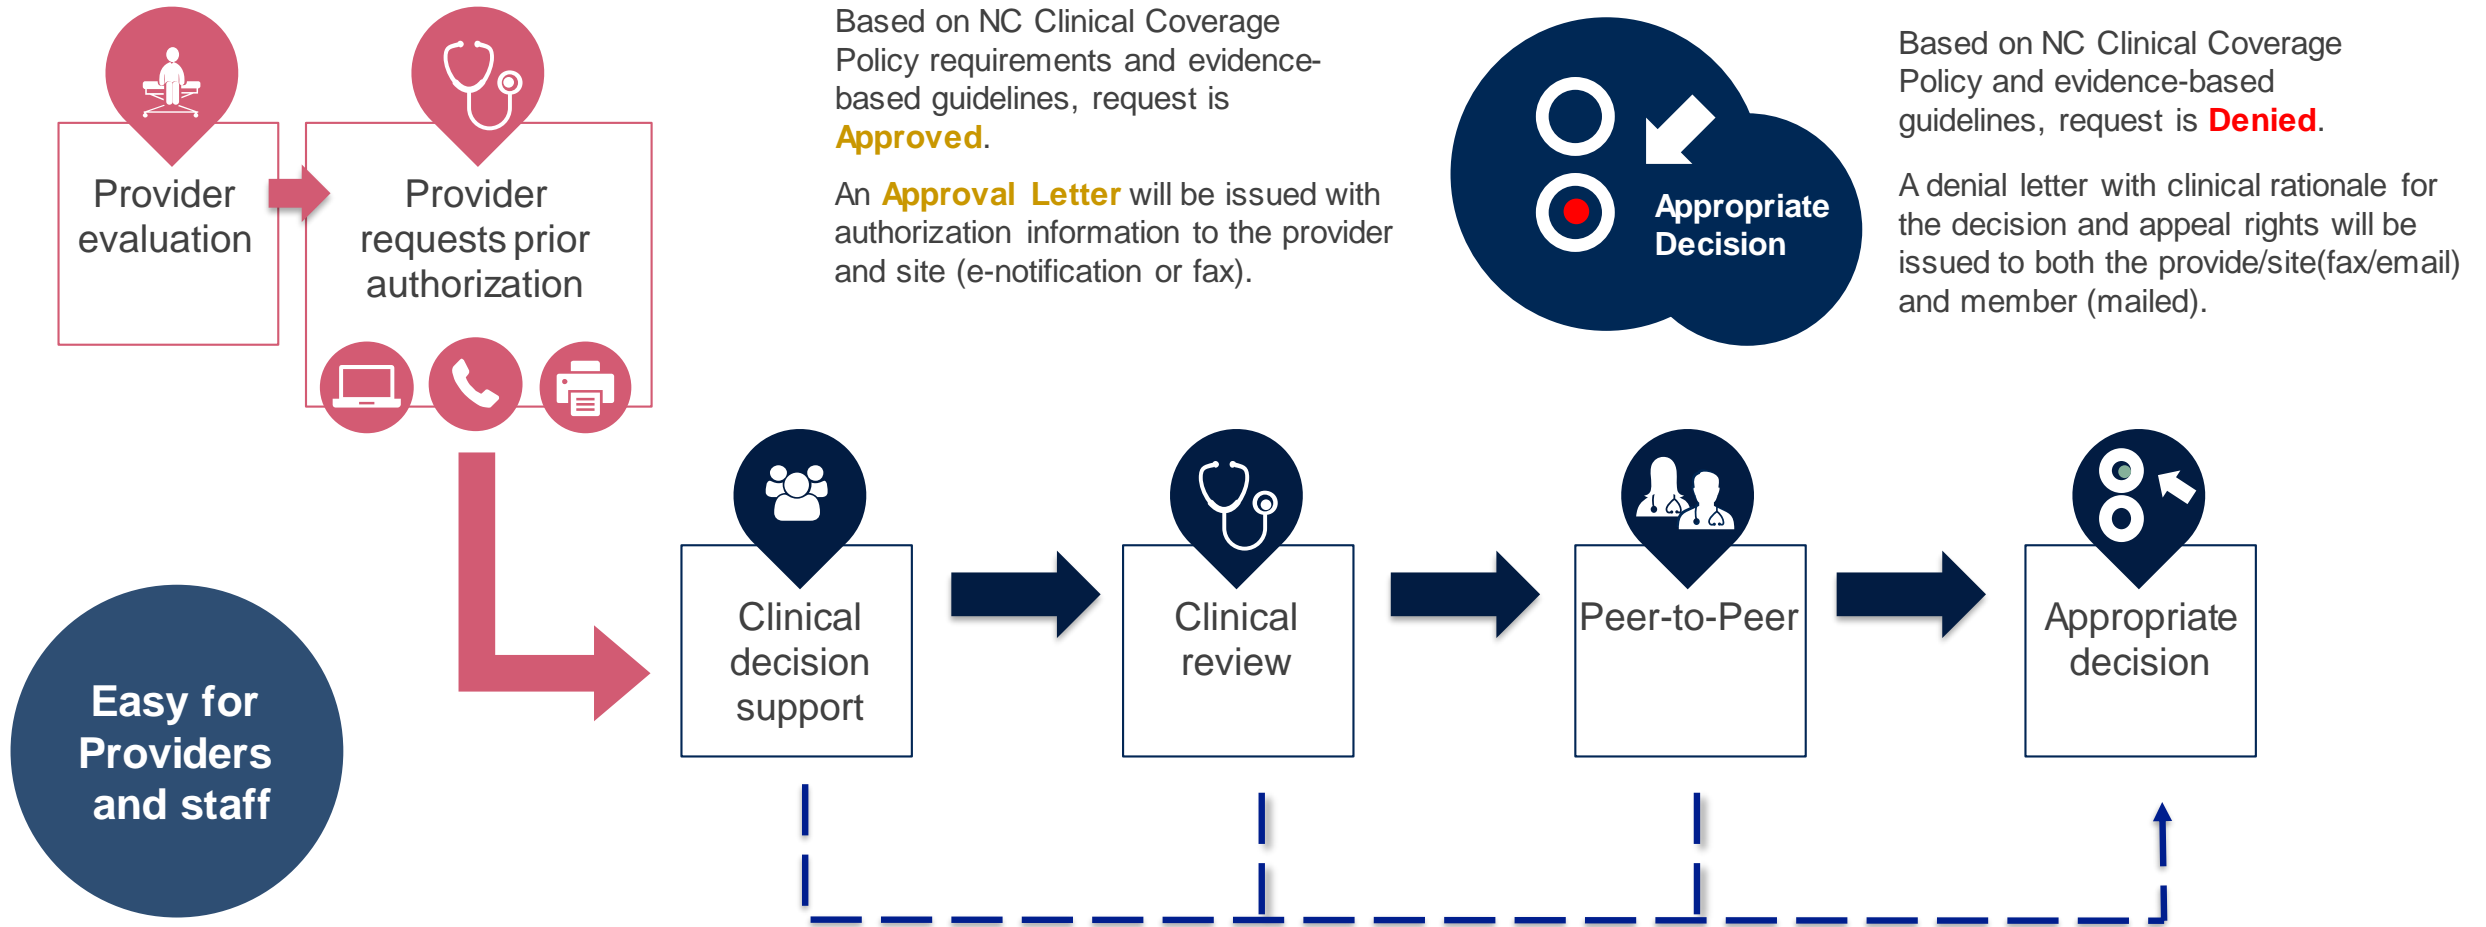 Provider
evaluation
Provider
requests prior
authorization
Based on NC Clinical Coverage
Policy requirements and evidence-
based guidelines, request is
Approved.
An Approval Letter will be issued with
authorization information to the provider
and site (e-notification or fax).
Appropriate
Decision
Based on NC Clinical Coverage
Policy and evidence-based
guidelines, request is Denied.
A denial letter with clinical rationale for
the decision and appeal rights will be
issued to both the provide/site(fax/email)
and member (mailed).
Easy for
Providers
and staff
Clinical
decision
support
Clinical
review
Peer-to-Peer
Appropriate
decision